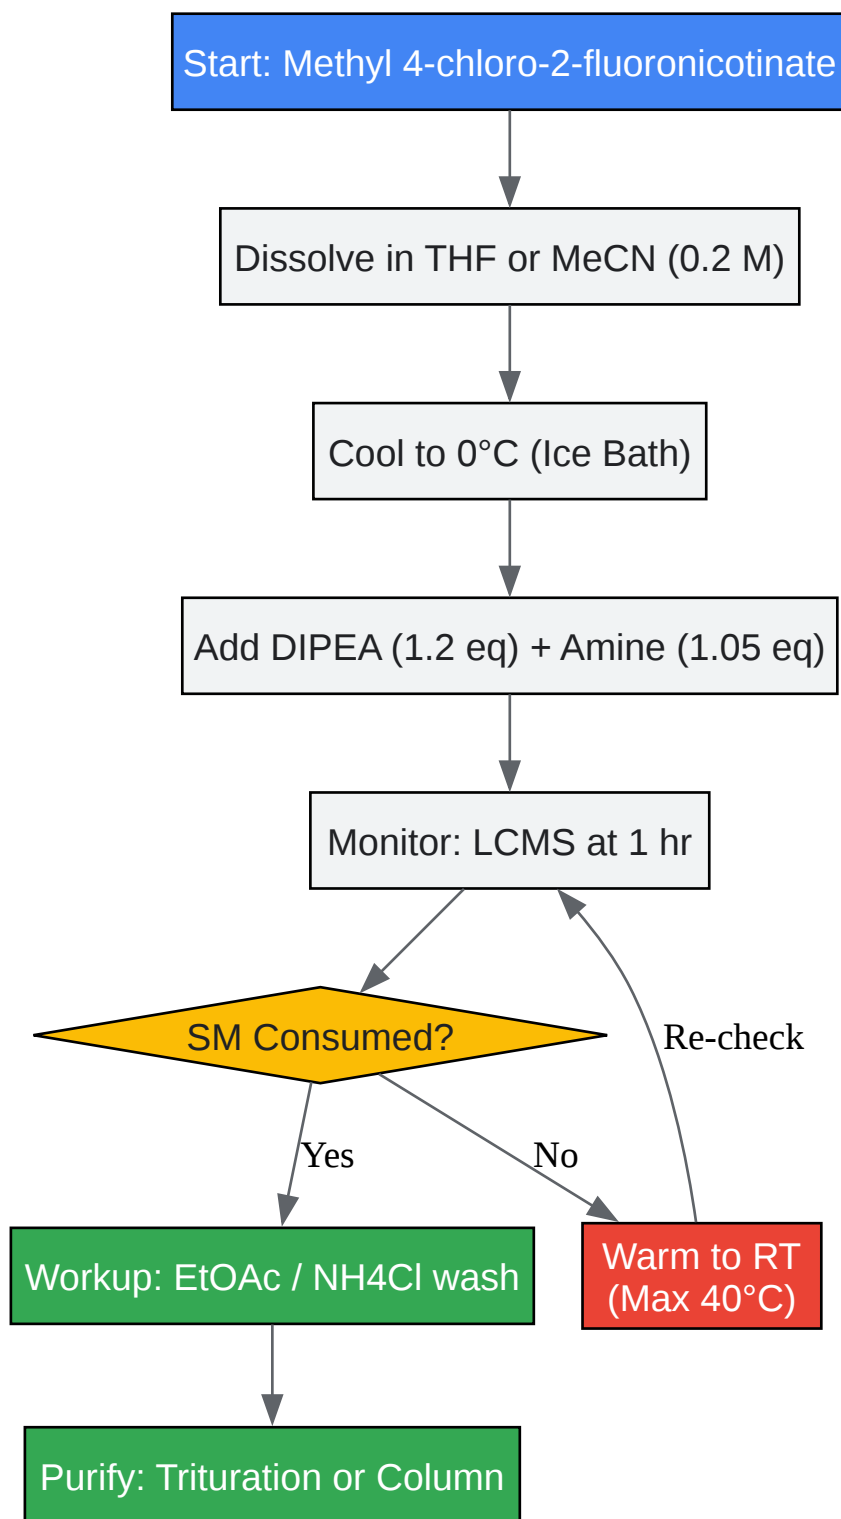 Start: Methyl 4-chloro-2-fluoronicotinate
Dissolve in THF or MeCN (0.2 M)
Cool to 0°C (Ice Bath)
Add DIPEA (1.2 eq) + Amine (1.05 eq)
Monitor: LCMS at 1 hr
SM Consumed?
Re-check
Yes
No
Workup: EtOAc / NH4Cl wash
Warm to RT
(Max 40°C)
Purify: Trituration or Column